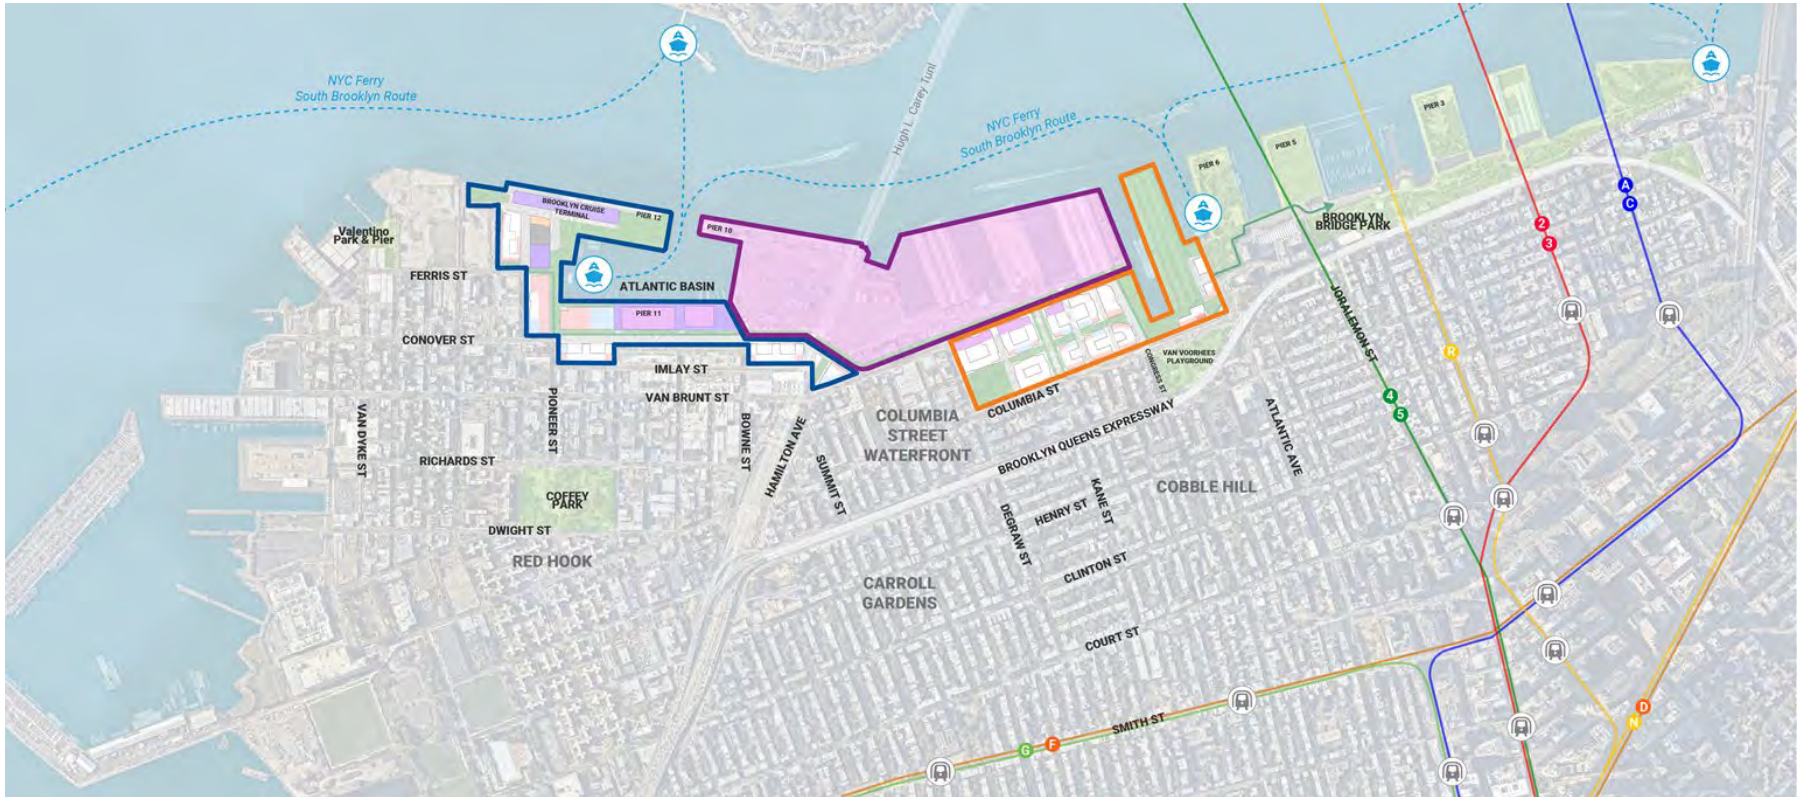 NYC Ferry
South Brooklyn Route
Hugh L. Carey Tunl
NYC Ferry
South Brooklyn Route
PIER 3
PIER 5
PIER 6
A
C
2
3
BROOKLYN CRUISE
TERMINAL
PIER 12
PIER 10
BROOKLYN
BRIDGE PARK
Valentino
Park & Pier
FERRIS ST
ATLANTIC BASIN
PIER 11
CONOVER ST
IMLAY ST
VAN BRUNT ST
JORALEMON ST
R
VAN VOORHEES
PLAYGROUND
CONGRESS ST
COLUMBIA ST
4
5
COLUMBIA
STREET
WATERFRONT
BROOKLYN QUEENS EXPRESSWAY
ATLANTIC AVE
VAN DYKE ST
PIONEER ST
BOWNE ST
HAMILTON AVE
SUMMIT ST
RICHARDS ST
COFFEY
PARK
DWIGHT ST
RED HOOK
COBBLE HILL
KANE ST
HENRY ST
DEGRAW ST
CLINTON ST
CARROLL
GARDENS
COURT ST
SMITH ST
G
F
D
N